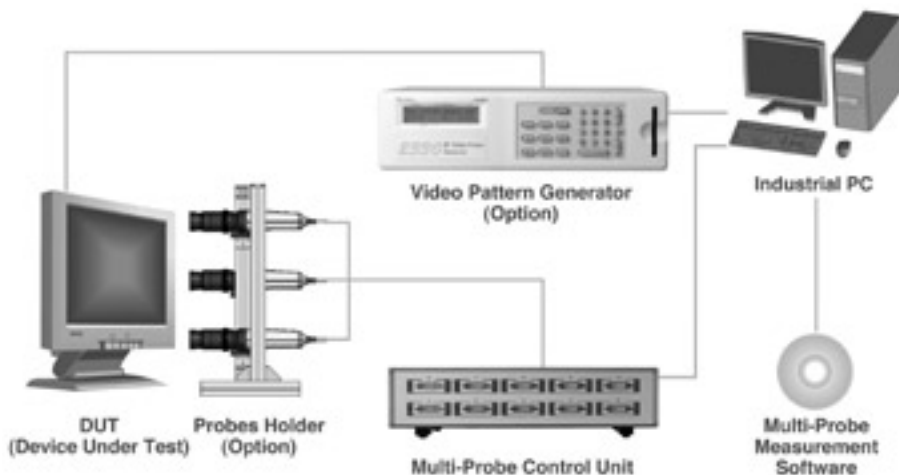 Video Pattern Generator
(Option)
Industrial PC
DUT
(Device Under Test)
Probes Holder
(Option)
Multi-Probe Control Unit
Multi-Probe
Measurement
Software